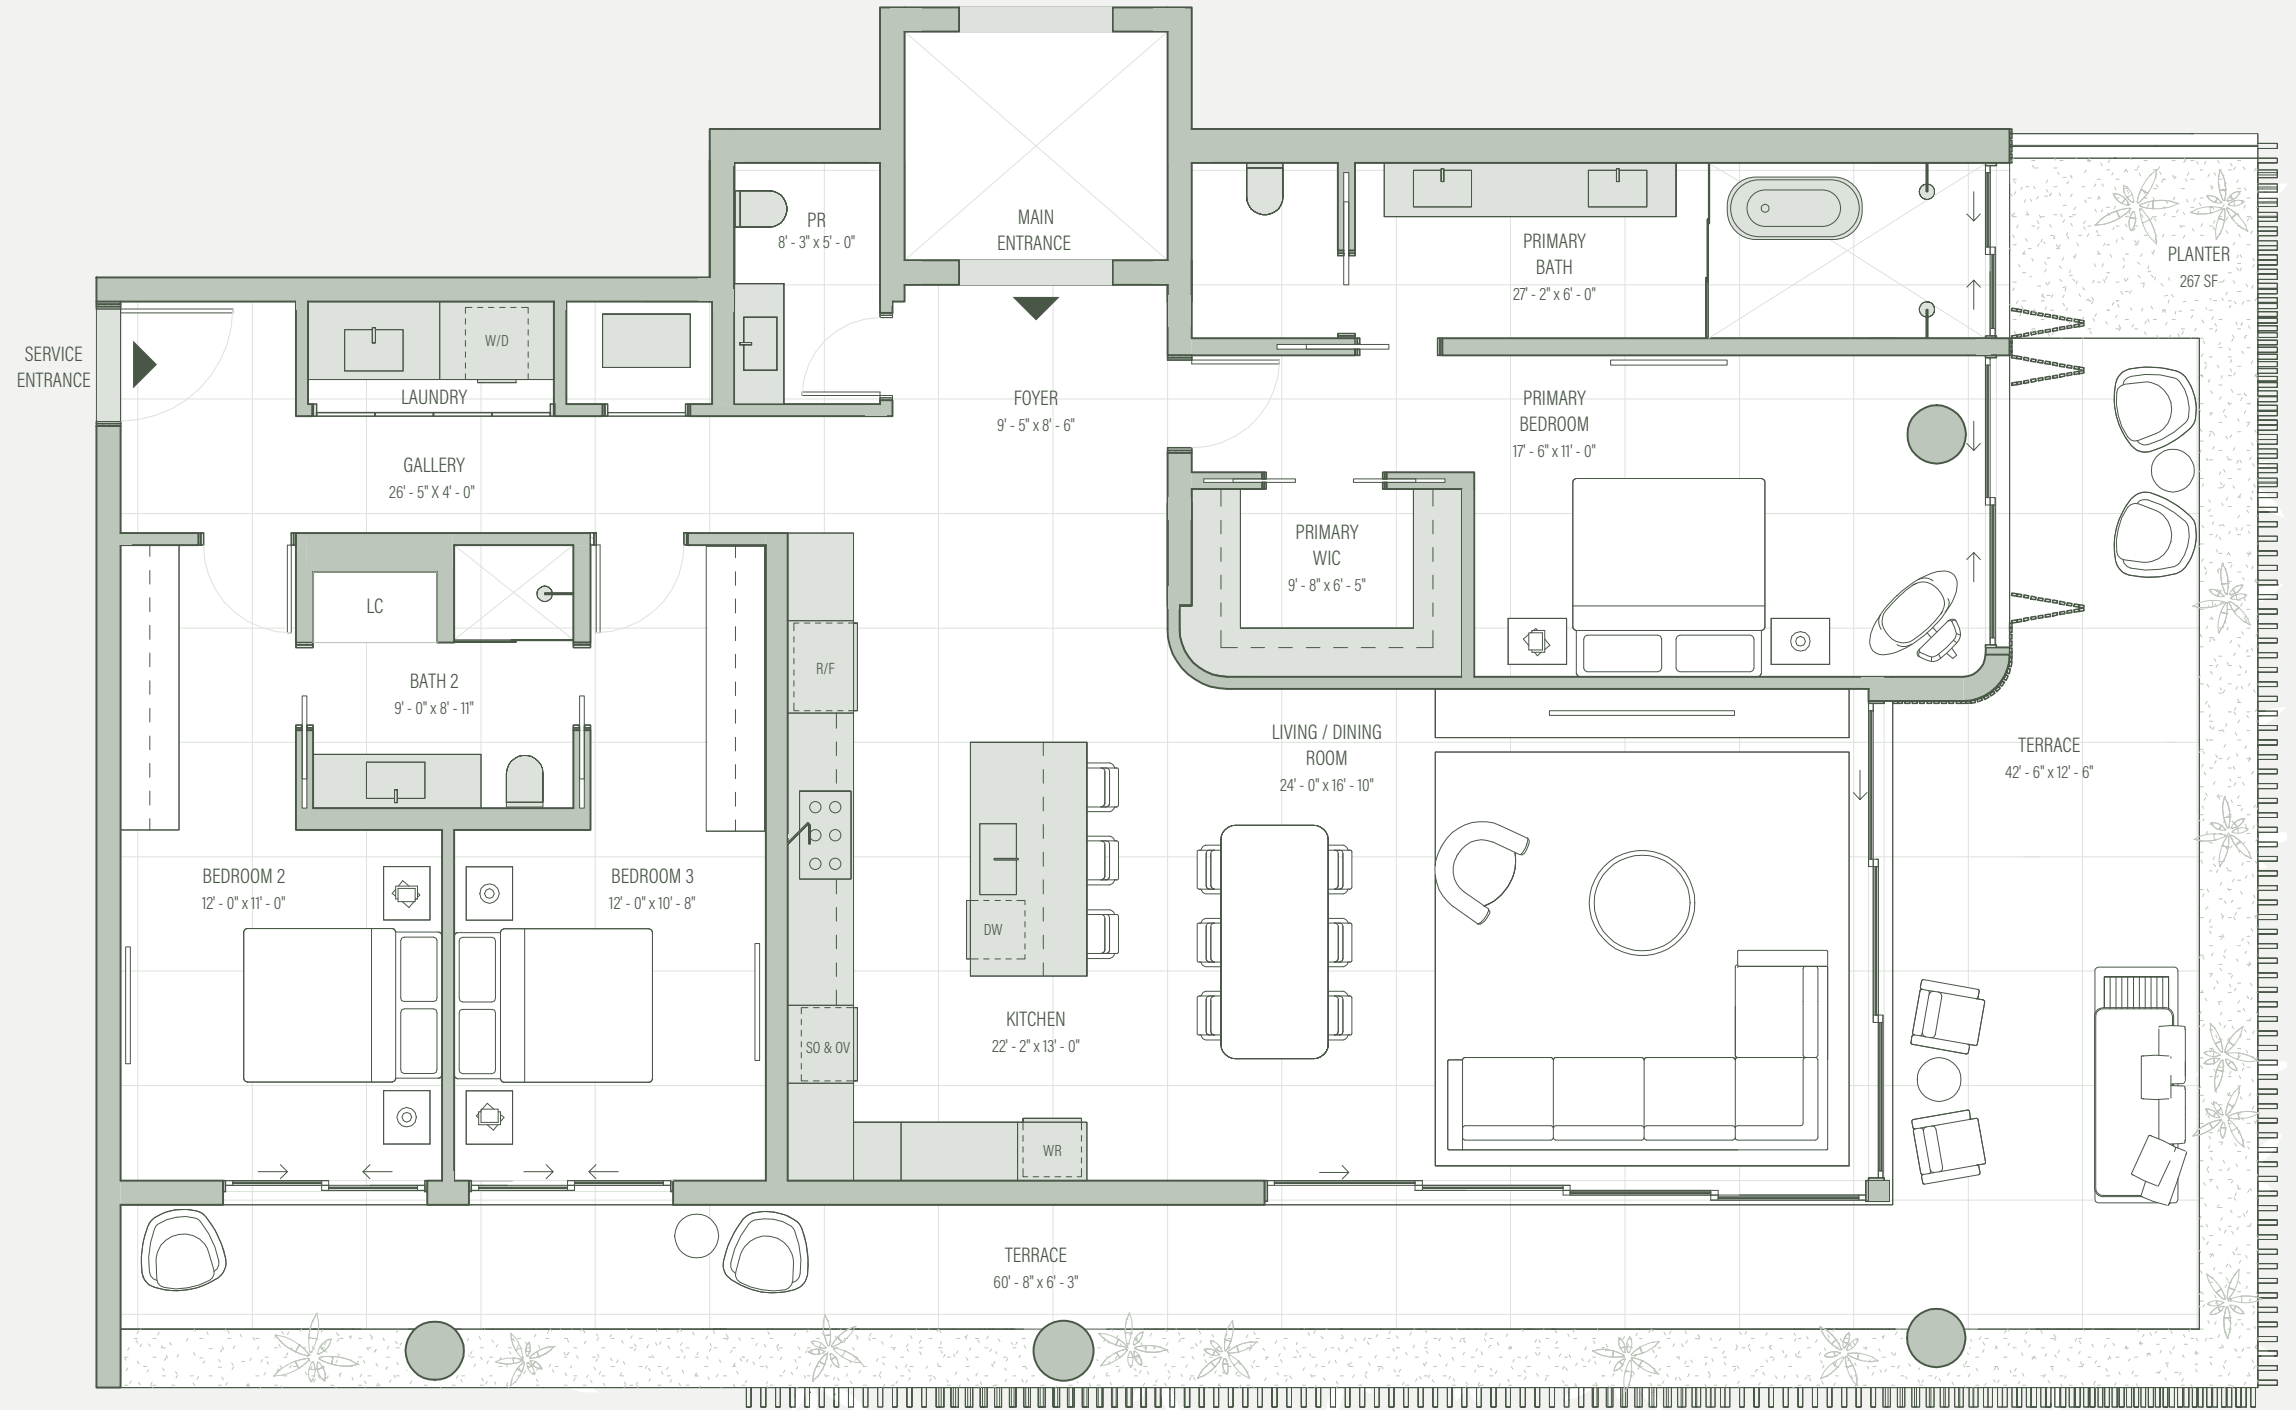 MAIN
ENTRANCE
PR
8' - 3" x 5' - 0"
PRIMARY
BATH
27' - 2" x 6' - 0"
PLANTER
267 SF
SERVICE
ENTRANCE
W/D
LAUNDRY
FOYER
9' - 5" x 8' - 6"
PRIMARY
BEDROOM
17' - 6" x 11' - 0"
GALLERY
26' - 5" X 4' - 0"
PRIMARY
WIC
9' - 8" x 6' - 5"
LC
R/F
BATH 2
9' - 0" x 8' - 11"
LIVING / DINING
ROOM
24' - 0" x 16' - 10"
TERRACE
42' - 6" x 12' - 6"
BEDROOM 2
12' - 0" x 11' - 0"
BEDROOM 3
12' - 0" x 10' - 8"
DW
KITCHEN
22' - 2" x 13' - 0"
SO & OV
WR
TERRACE
60' - 8" x 6' - 3"